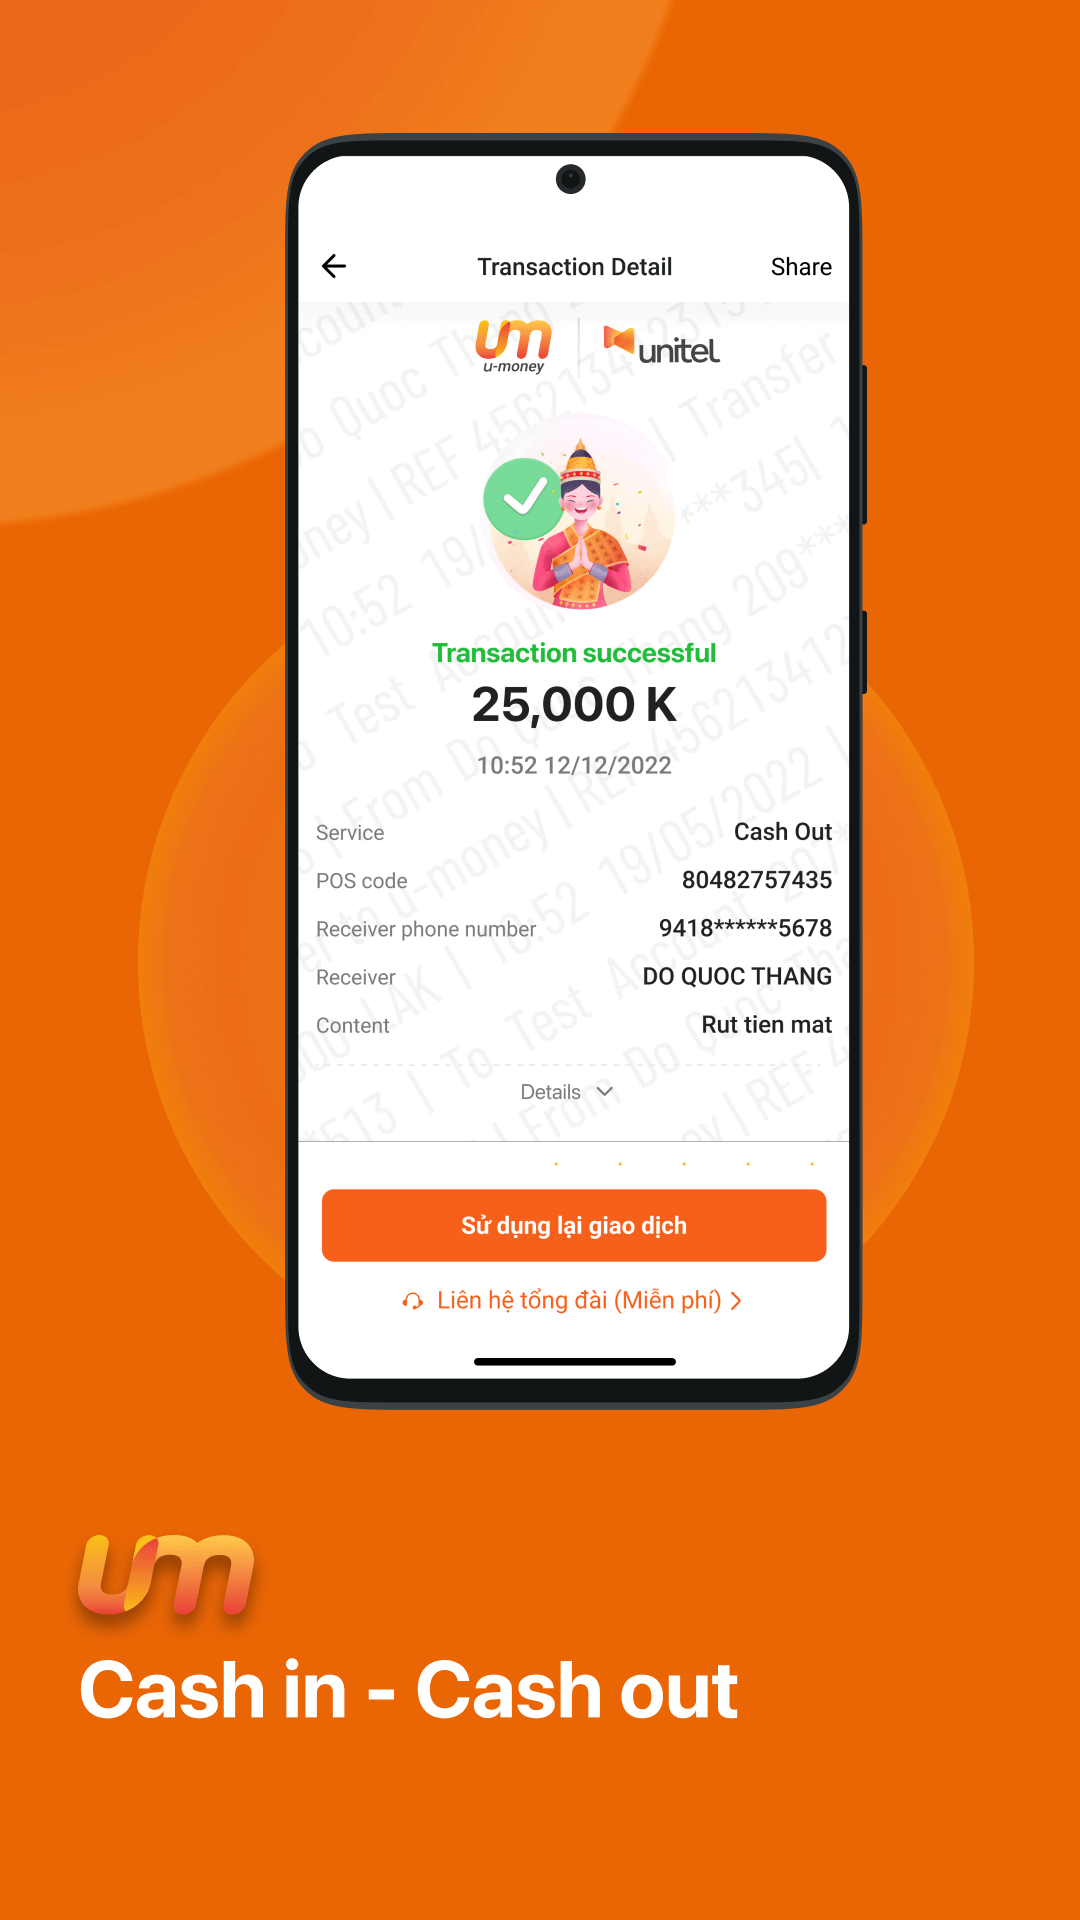 Transaction Detail
Share
um
u-money
unitel
Transaction successful
25,000 K
10:52 12/12/2022
Service
Cash Out
POS code
80482757435
Receiver phone number
9418******5678
Receiver
DO QUOC THANG
Content
Rut tien mat
Details
Sử dụng lại giao dịch
Liên hệ tổng đài (Miễn phí)
um
Cash in - Cash out